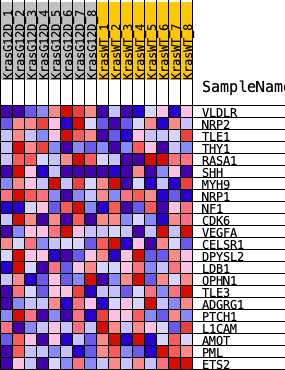 KrasG12D_1
KrasG12D_2
KrasG12D_3
KrasG12D_4
KrasG12D_5
KrasG12D_6
KrasG12D_7
KrasG12D_8
KrasWT_1
KrasWT_2
KrasWT_3
KrasWT_4
KrasWT_5
KrasWT_6
KrasWT_7
KrasWT_8
SampleName
VLDLR
NRP2
TLE1
THY1
RASA1
SHH
MYH9
NRP1
NF1
CDK6
VEGFA
CELSR1
DPYSL2
LDB1
OPHN1
TLE3
ADGRG1
PTCH1
L1CAM
AMOT
PML
ETS2